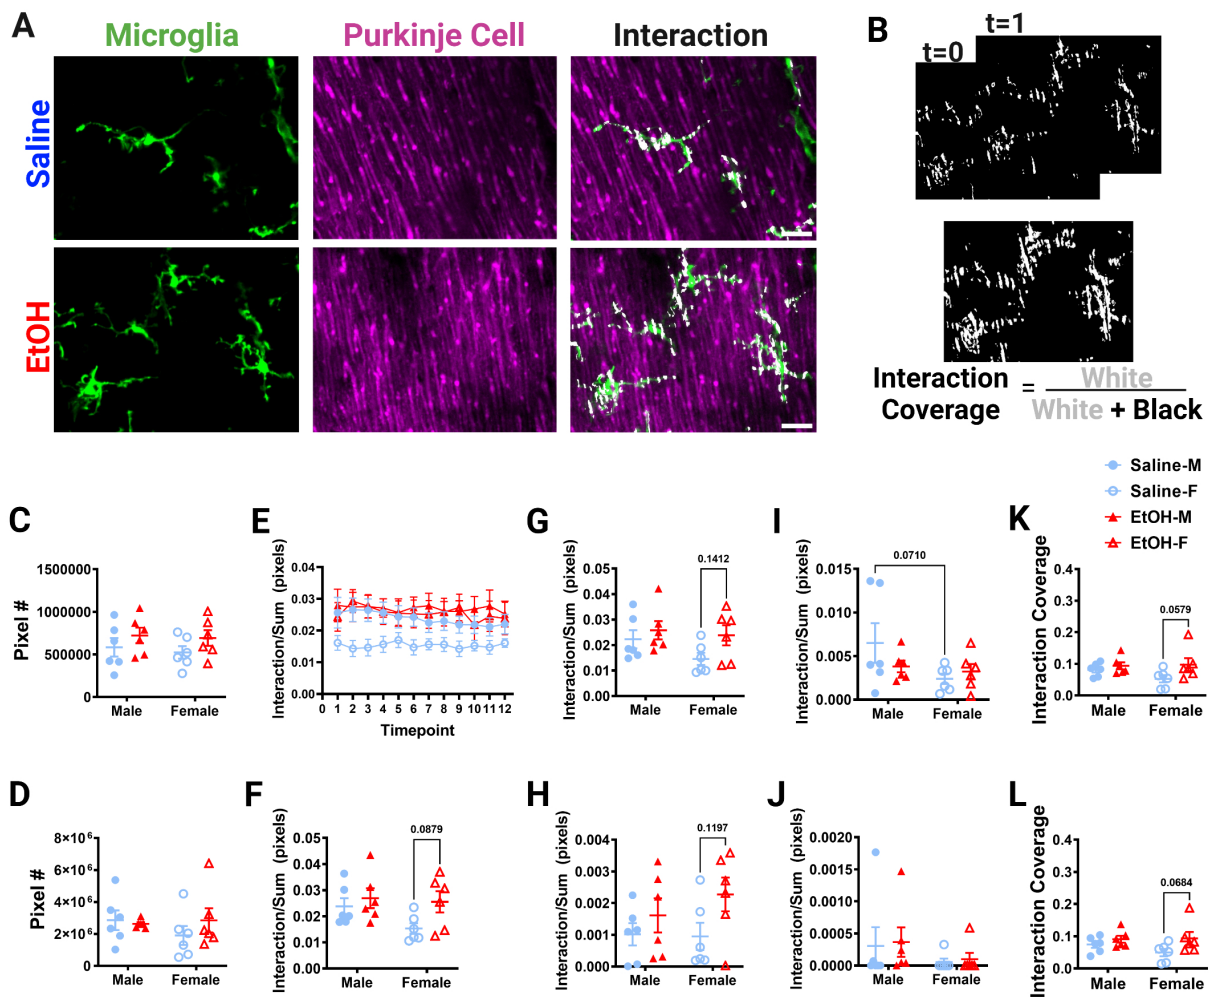 A
Microglia
Purkinje Cell
Interaction
Saline
EtOH
B
t=0
t=1
Interaction
Coverage
=
White
White + Black
Saline-M
Saline-F
EtOH-M
EtOH-F
C
Pixel #
1500000
1000000
500000
0
Male
Female
E
Interaction/Sum (pixels)
0.04
0.03
0.02
0.01
0.00
0 1 2 3 4 5 6 7 8 9 10 11 12
Timepoint
G
Interaction/Sum (pixels)
0.05
0.04
0.03
0.02
0.01
0.00
0.1412
Male
Female
I
Interaction/Sum (pixels)
0.015
0.010
0.005
0.000
0.0710
Male
Female
K
Interaction Coverage
0.4
0.3
0.2
0.1
0.0
0.0579
Male
Female
D
Pixel #
8×10⁶
6×10⁶
4×10⁶
2×10⁶
0
Male
Female
F
Interaction/Sum (pixels)
0.05
0.04
0.03
0.02
0.01
0.00
0.0879
Male
Female
H
Interaction/Sum (pixels)
0.004
0.003
0.002
0.001
0.000
0.1197
Male
Female
J
Interaction/Sum (pixels)
0.0020
0.0015
0.0010
0.0005
0.0000
Male
Female
L
Interaction Coverage
0.4
0.3
0.2
0.1
0.0
0.0684
Male
Female